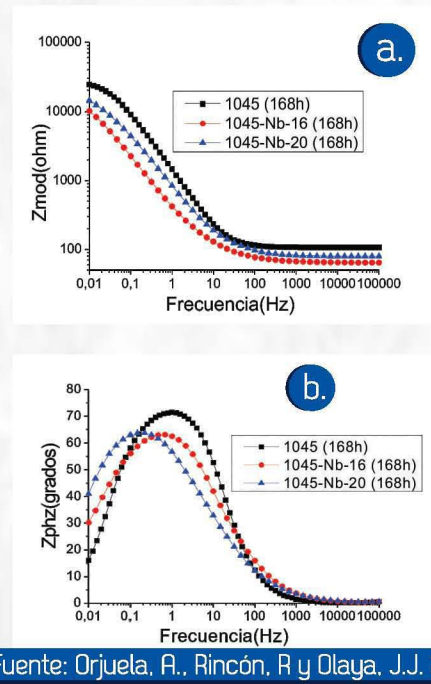 a.
100000
10000
1000
100
Zmod(ohm)
1045 (168h)
1045-Nb-16 (168h)
1045-Nb-20 (168h)
0,01 0,1 1 10 100 1000 10000 100000
Frecuencia(Hz)
b.
80
70
60
50
40
30
20
10
0
Zphz(grados)
1045 (168h)
1045-Nb-16 (168h)
1045-Nb-20 (168h)
0,01 0,1 1 10 100 1000 10000 100000
Frecuencia(Hz)
Fuente: Orjuela, A., Rincón, R y Olaya, J.J.